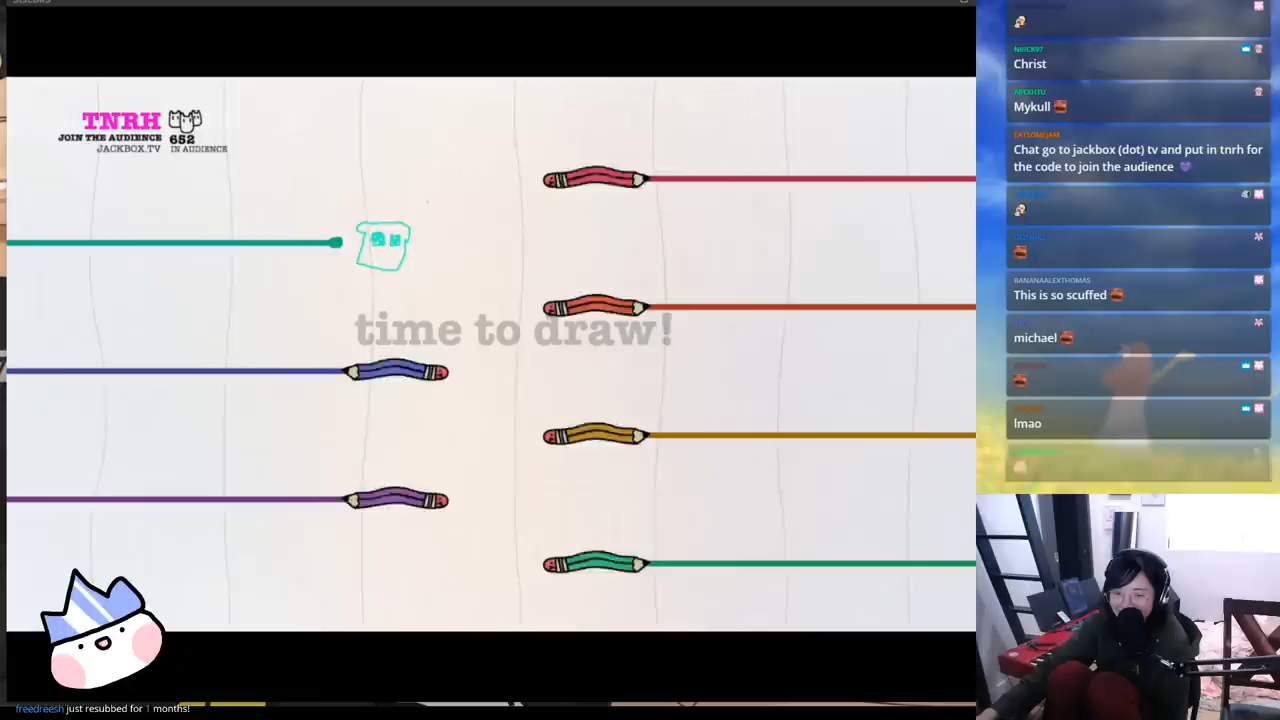 TNRH
JOIN THE AUDIENCE
JACKBOX.TV
652
IN AUDIENCE
time to draw!
NIICK97
Christ
APEXHTU
Mykull
EATSOMEJAM
Chat go to jackbox (dot) tv and put in tnrh for
the code to join the audience
BANANAALEXTHOMAS
This is so scuffed
michael
lmao
freedreesh just resubbed for 1 months!